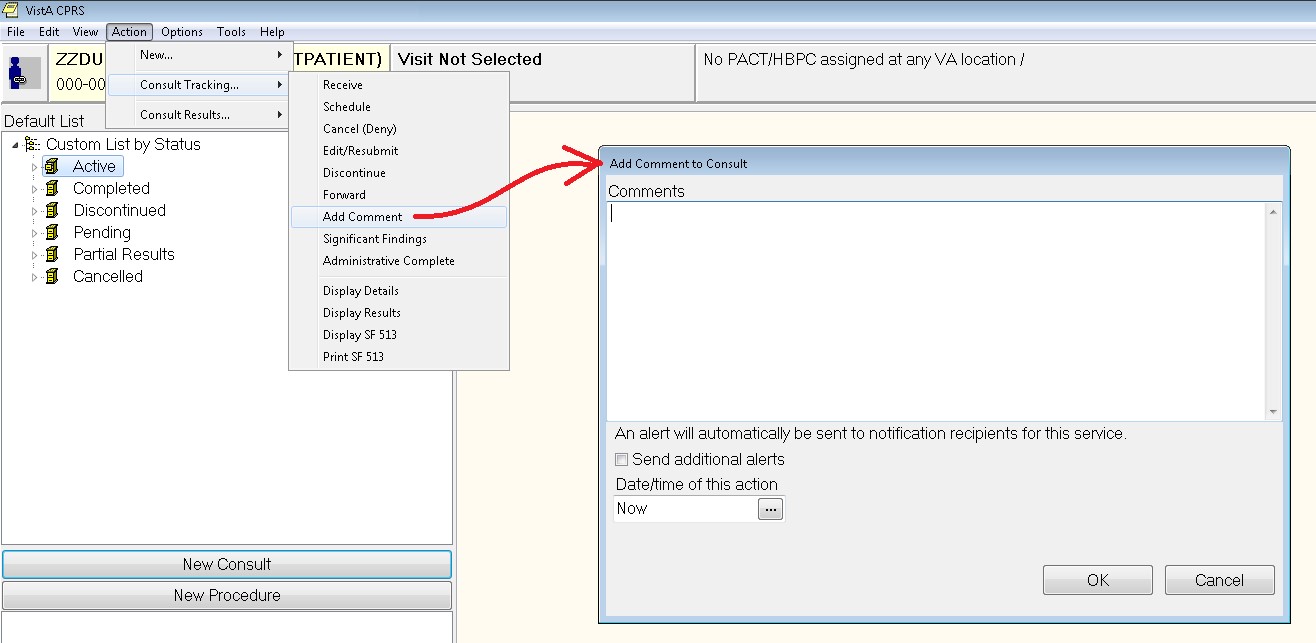 VistA CPRS
File Edit View Action Options Tools Help
ZZDU
000-00
TPATIENT)
Visit Not Selected
No PACT/HBPC assigned at any VA location /
New...
Consult Tracking...
Consult Results...
Receive
Schedule
Cancel (Deny)
Edit/Resubmit
Discontinue
Forward
Add Comment
Significant Findings
Administrative Complete
Display Details
Display Results
Display SF 513
Print SF 513
Default List
Custom List by Status
Active
Completed
Discontinued
Pending
Partial Results
Cancelled
New Consult
New Procedure
Add Comment to Consult
Comments
An alert will automatically be sent to notification recipients for this service.
Send additional alerts
Date/time of this action
Now ...
OK Cancel